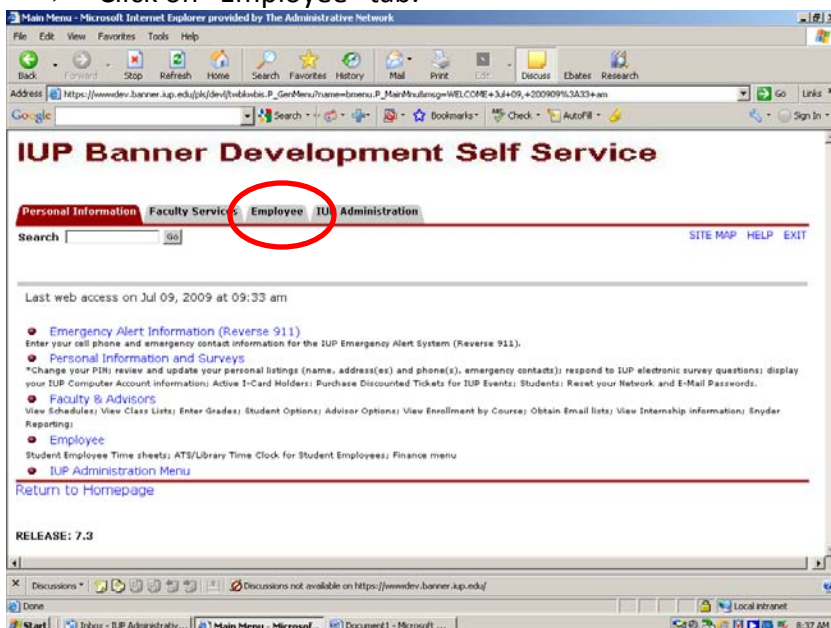 Click on "Employee" tab.
Main Menu - Microsoft Internet Explorer provided by The Administrative Network
File Edit View Favorites Tools Help
Back Forward Stop Refresh Home Search Favorites History Mail Print Edit Discuss Ebates Research
Address https://wwwdev.banner.iup.edu/pls/devl/twbkwbis.P_GenMenu?name=bmenu.P_MainMnu&msg=WELCOME+Jul+09,+200909%3A33+am Go Links
Google Search Bookmarks Check AutoFill Sign In
IUP Banner Development Self Service
Personal Information Faculty Services Employee IUP Administration
Search Go SITE MAP HELP EXIT
Last web access on Jul 09, 2009 at 09:33 am
Emergency Alert Information (Reverse 911)
Enter your cell phone and emergency contact information for the IUP Emergency Alert System (Reverse 911).
Personal Information and Surveys
*Change your PIN; review and update your personal listings (name, address(es) and phone(s), emergency contacts); respond to IUP electronic survey questions; display
your IUP Computer Account information; Active I-Card Holders: Purchase Discounted Tickets for IUP Events; Students: Reset your Network and E-Mail Passwords.
Faculty & Advisors
View Schedules; View Class Lists; Enter Grades; Student Options; Advisor Options; View Enrollment by Course; Obtain Email lists; View Internship information; Snyder
Reporting;
Employee
Student Employee Time sheets; ATS/Library Time Clock for Student Employees; Finance menu
IUP Administration Menu
Return to Homepage
RELEASE: 7.3
Discussions Discussions not available on https://wwwdev.banner.iup.edu/
Done Local intranet
Start Inbox - IUP Administrativ... Main Menu - Microsof... Document1 - Microsoft ... 8:37 AM